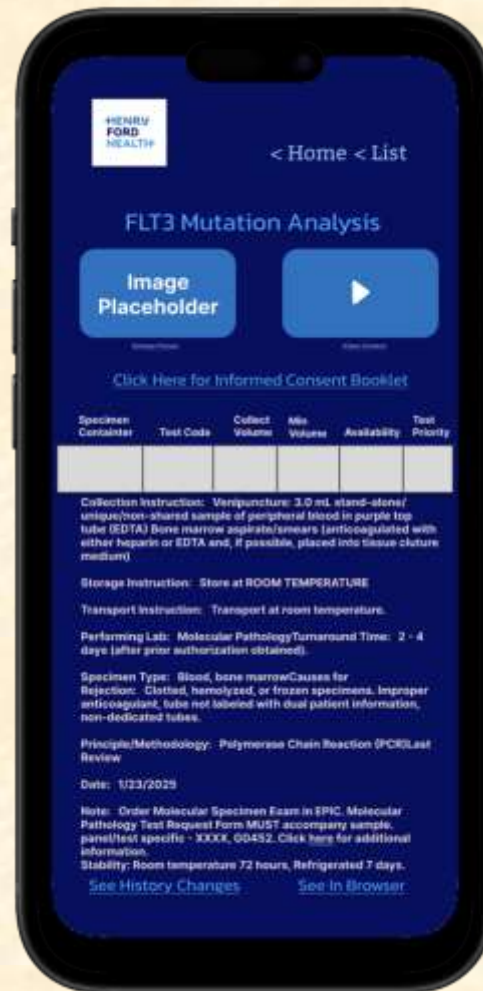 HENRY
FORD
HEALTH
< Home < List
FLT3 Mutation Analysis
Image
Placeholder
Click Here for Informed Consent Booklet
Specimen Containter Test Code Collect Volume Min. Volume Availability Test Priority
Collection Instruction: Venipuncture: 3.0 mL stand-alone/
unique/non-shared sample of peripheral blood in purple top
tube (EDTA) Bone marrow aspirate/smears (anticoagulated with
either heparin or EDTA and, if possible, placed into tissue cluture
medium)
Storage Instruction: Store at ROOM TEMPERATURE
Transport Instruction: Transport at room temperature.
Performing Lab: Molecular PathologyTurnaround Time: 2 - 4
days (after prior authorization obtained).
Specimen Type: Blood, bone marrowCauses for
Rejection: Clotted, hemolyzed, or frozen specimens. Improper
anticoagulant, tube not labeled with dual patient information,
non-dedicated tubes.
Principle/Methodology: Polymerase Chain Reaction (PCR)Last
Review
Date: 1/23/2025
Note: Order Molecular Specimen Exam in EPIC. Molecular
Pathology Test Request Form MUST accompany sample.
panel/test specific - XXXX, G0452. Click here for additional
information.
Stability: Room temperature 72 hours, Refrigerated 7 days.
See History Changes See In Browser